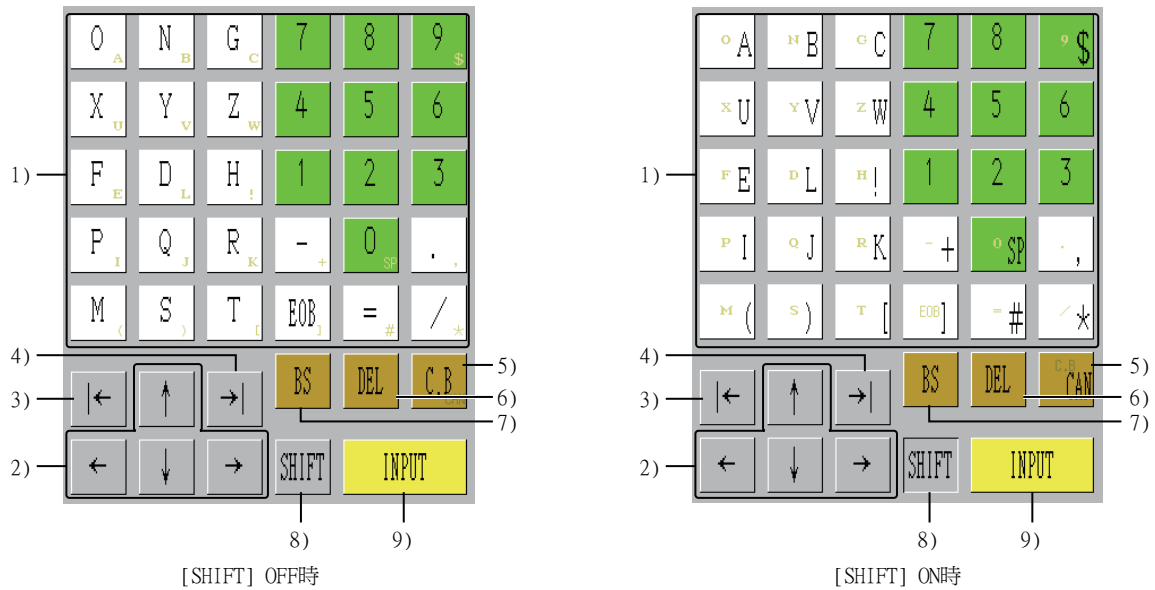 O A N B G C 7 8 9 $
X U Y V Z W 4 5 6
1) F E D L H ! 1 2 3
P I Q J R K - + 0 SP . ,
M ( S ) T [ EOB ] = # / *
4)
BS DEL C.B CAN 5)
3) |← ↑ →| 6)
7)
2) ← ↓ → SHIFT INPUT
8) 9)
[SHIFT] OFF時
O A N B G C 7 8 9 $
X U Y V Z W 4 5 6
1) F E D L H ! 1 2 3
P I Q J R K - + 0 SP . ,
M ( S ) T [ EOB ] = # / *
4)
BS DEL C.B CAN 5)
3) |← ↑ →| 6)
7)
2) ← ↓ → SHIFT INPUT
8) 9)
[SHIFT] ON時